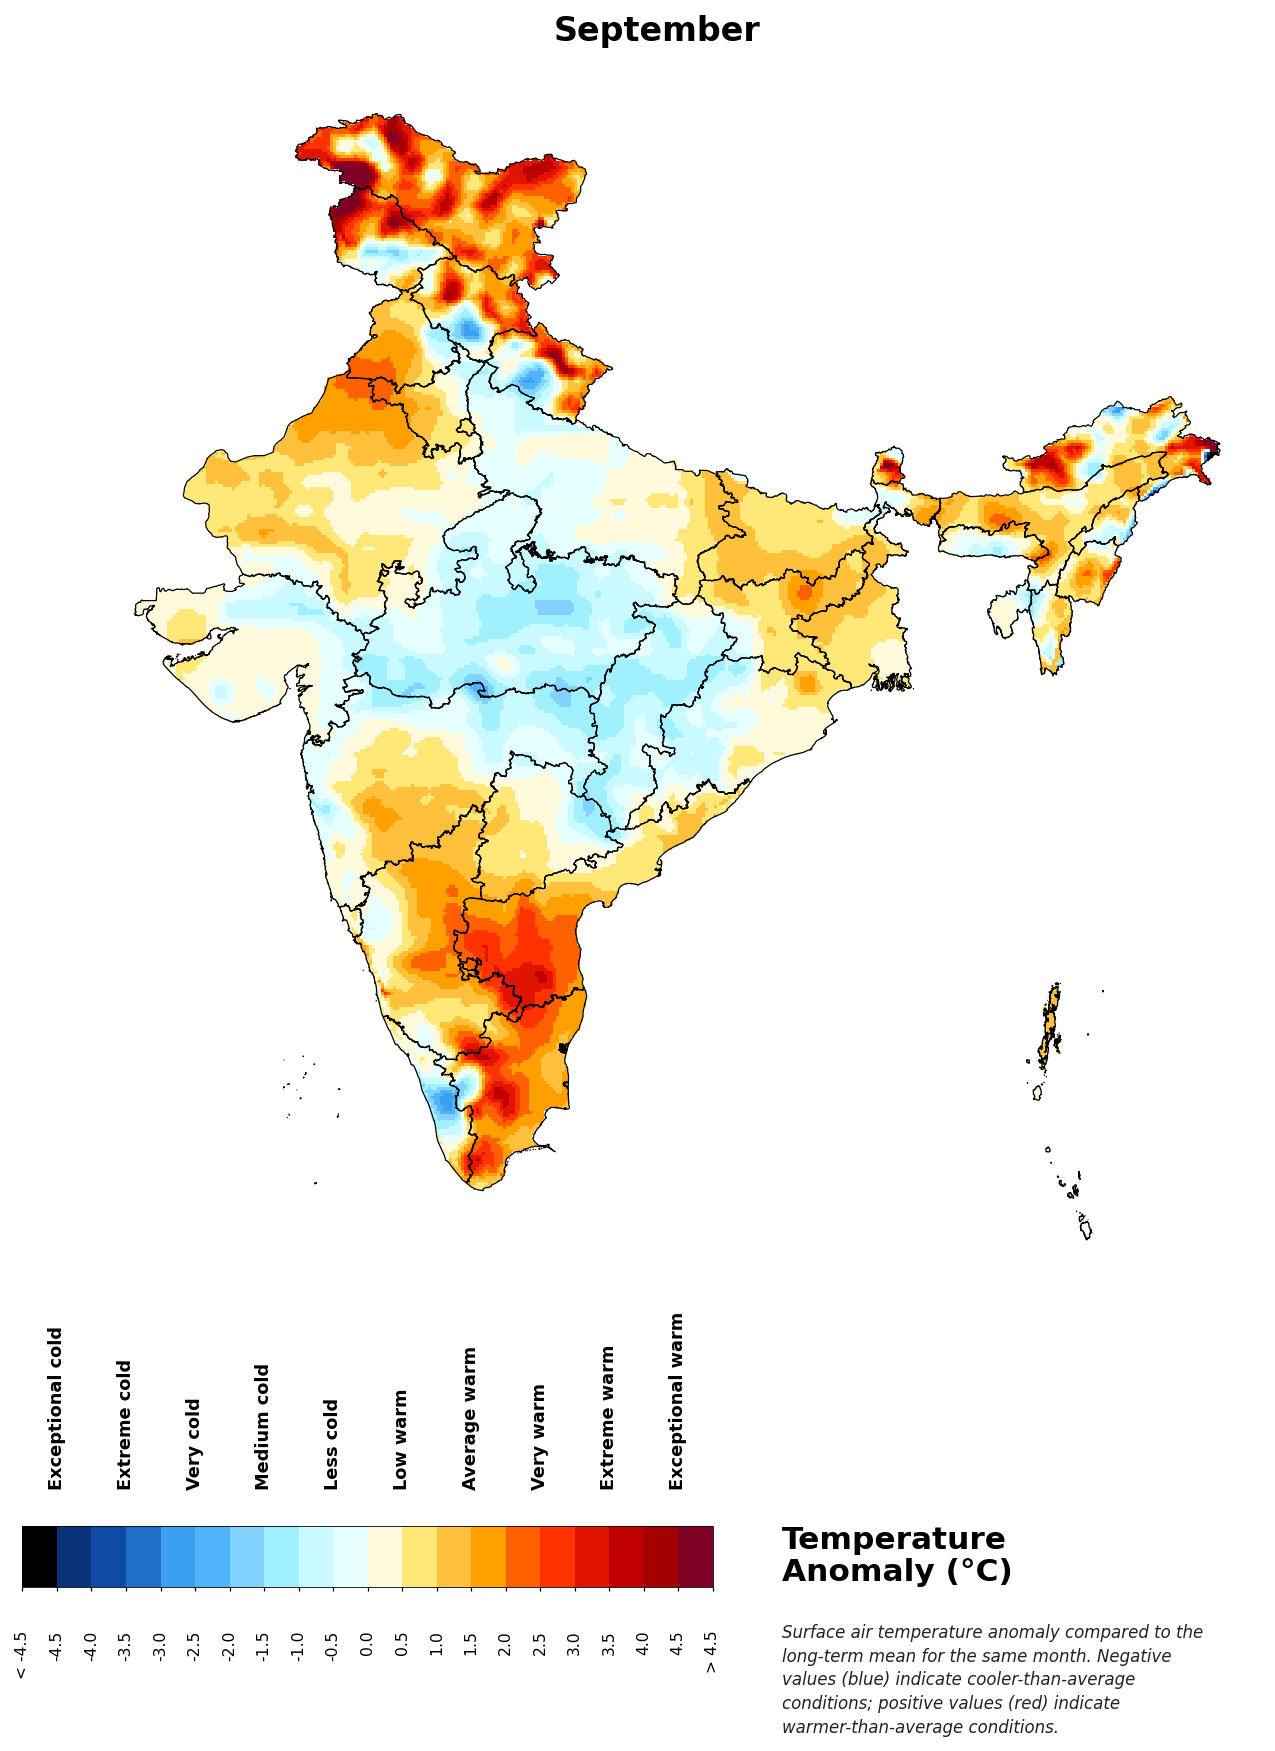 September
Exceptional cold
Extreme cold
Very cold
Medium cold
Less cold
Low warm
Average warm
Very warm
Extreme warm
Exceptional warm
< -4.5
-4.5
-4.0
-3.5
-3.0
-2.5
-2.0
-1.5
-1.0
-0.5
0.0
0.5
1.0
1.5
2.0
2.5
3.0
3.5
4.0
4.5
> 4.5
Temperature
Anomaly (°C)
Surface air temperature anomaly compared to the
long-term mean for the same month. Negative
values (blue) indicate cooler-than-average
conditions; positive values (red) indicate
warmer-than-average conditions.